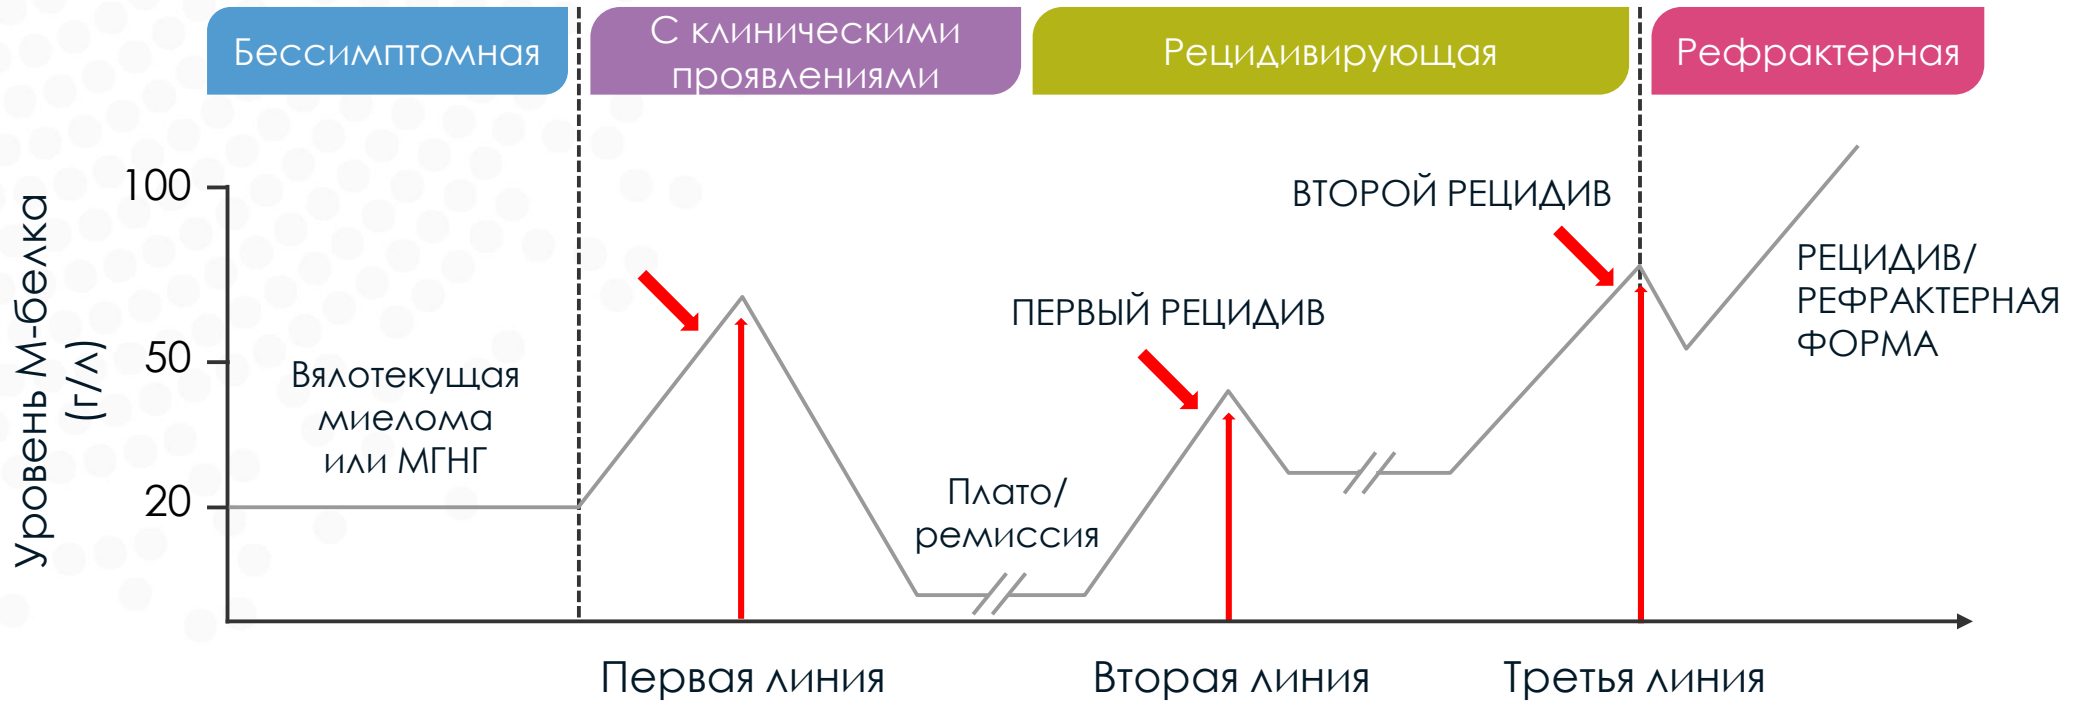 Бессимптомная
С клиническими
проявлениями
Рецидивирующая
Рефрактерная
Уровень М-белка
(г/л)
100
50
20
Вялотекущая
миелома
или МГНГ
Плато/
ремиссия
ПЕРВЫЙ РЕЦИДИВ
ВТОРОЙ РЕЦИДИВ
РЕЦИДИВ/
РЕФРАКТЕРНАЯ
ФОРМА
Первая линия
Вторая линия
Третья линия